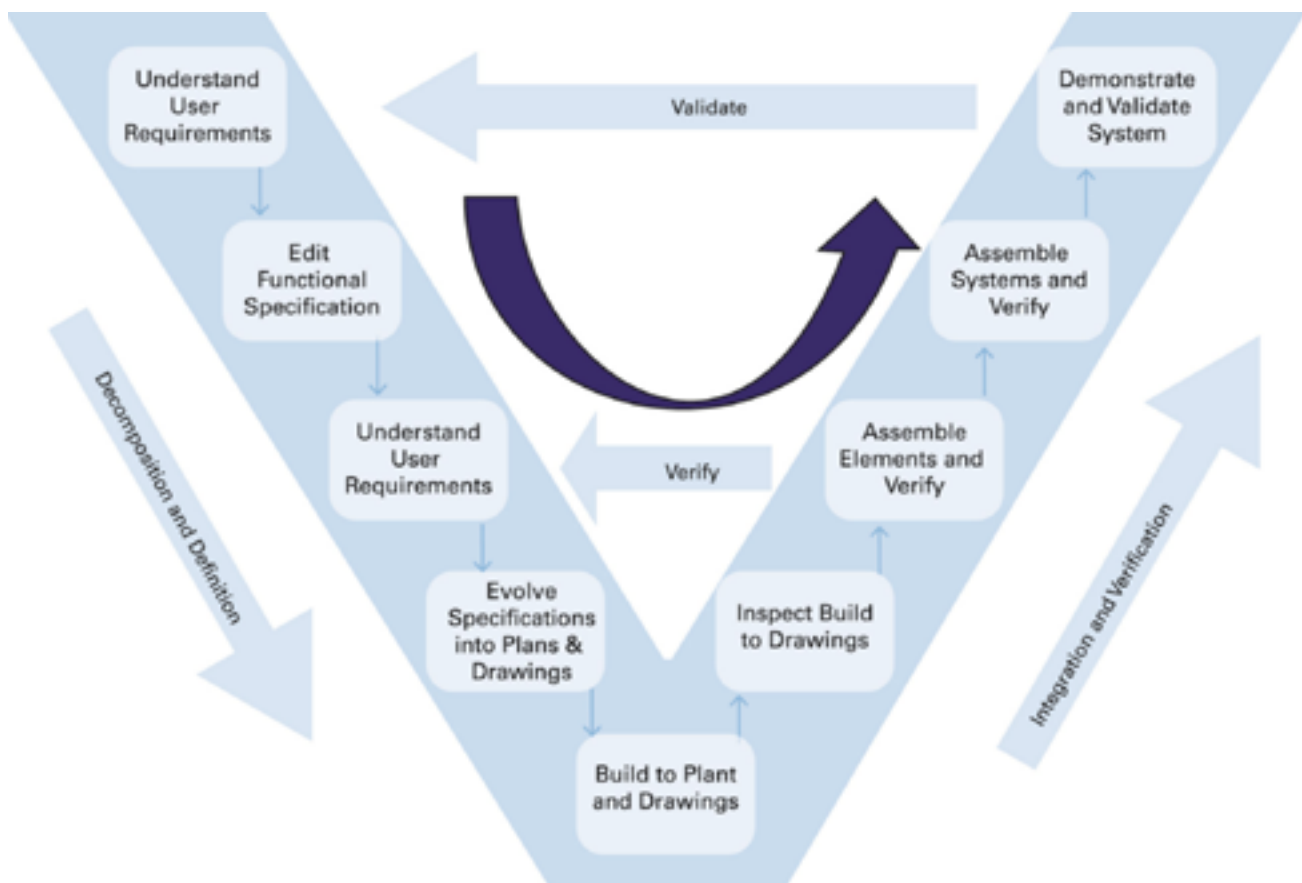 Understand
User
Requirements
Validate
Demonstrate
and Validate
System
Edit
Functional
Specification
Assemble
Systems and
Verify
Decomposition and Definition
Understand
User
Requirements
Verify
Assemble
Elements and
Verify
Integration and Verification
Evolve
Specifications
into Plans &
Drawings
Inspect Build
to Drawings
Build to Plant
and Drawings